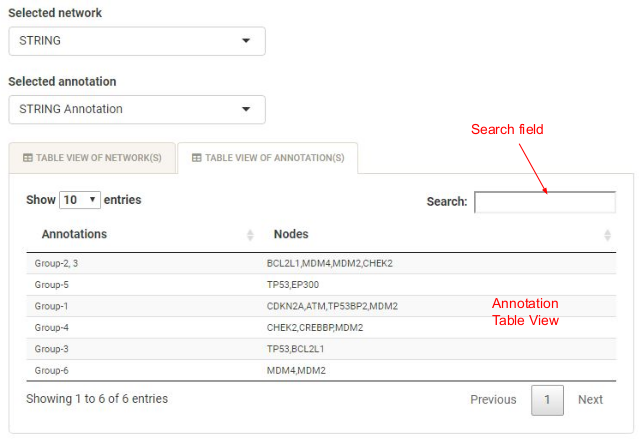 Selected network
STRING
Selected annotation
STRING Annotation
Search field
TABLE VIEW OF NETWORK(S) TABLE VIEW OF ANNOTATION(S)
Show 10 entries Search:
Annotations Nodes
Group-2, 3 BCL2L1,MDM4,MDM2,CHEK2
Group-5 TP53,EP300
Group-1 CDKN2A,ATM,TP53BP2,MDM2
Group-4 CHEK2,CREBBP,MDM2
Group-3 TP53,BCL2L1
Group-6 MDM4,MDM2
Annotation
Table View
Showing 1 to 6 of 6 entries Previous 1 Next